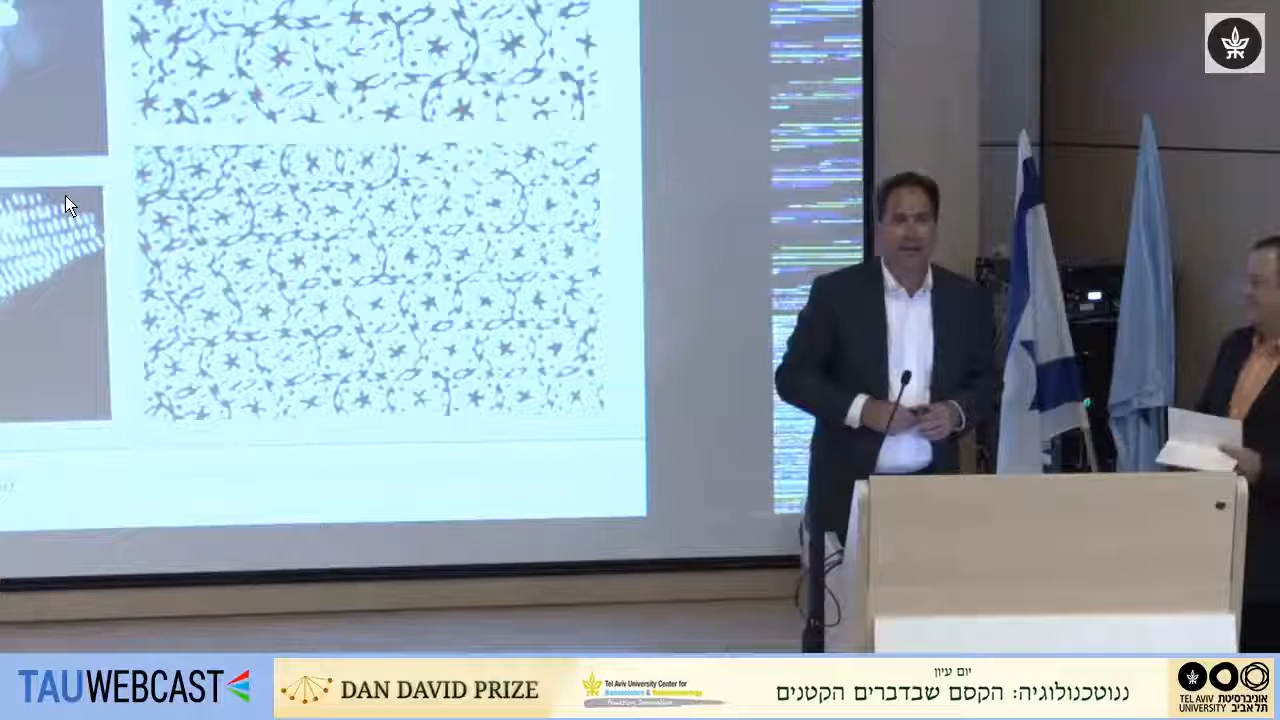 TAUWEBCAST
DAN DAVID PRIZE
Tel Aviv University Center for
Nanoscience & Nanotechnology
יום עיון
ננוטכנולוגיה: הקסם שבדברים הקטנים
TEL AVIV אוניברסיטת
UNIVERSITY תל אביב